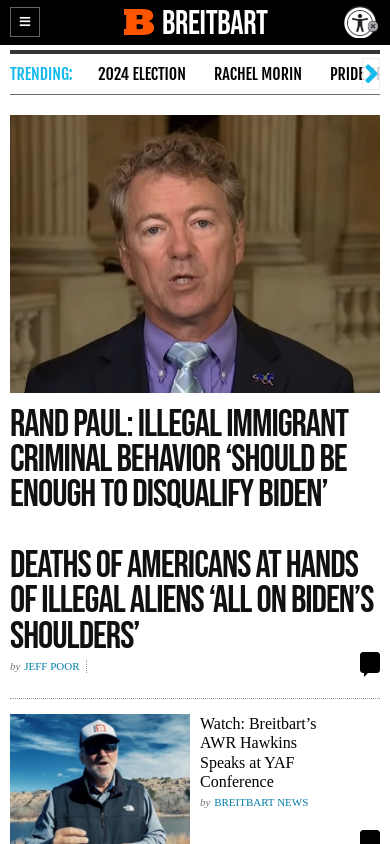 BREITBART
TRENDING: 2024 ELECTION RACHEL MORIN PRIDE
RAND PAUL: ILLEGAL IMMIGRANT
CRIMINAL BEHAVIOR ‘SHOULD BE
ENOUGH TO DISQUALIFY BIDEN’
DEATHS OF AMERICANS AT HANDS
OF ILLEGAL ALIENS ‘ALL ON BIDEN’S
SHOULDERS’
by JEFF POOR
Watch: Breitbart’s
AWR Hawkins
Speaks at YAF
Conference
by BREITBART NEWS